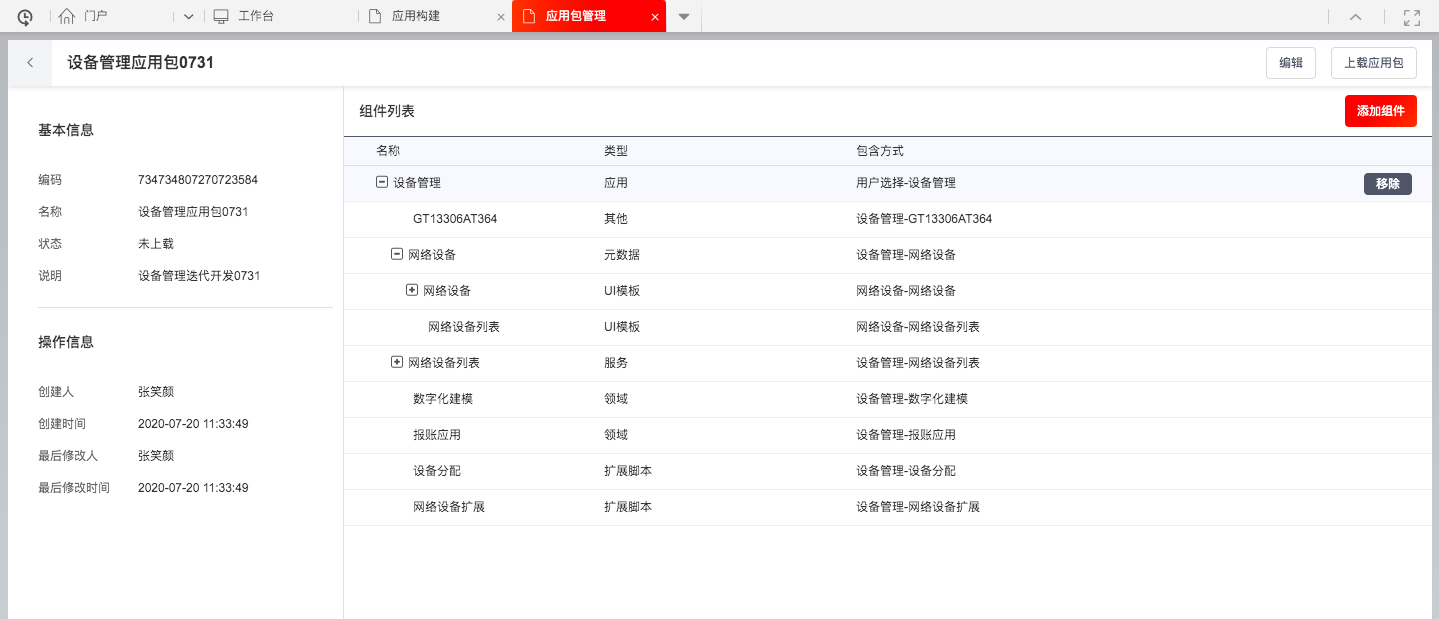 门户 工作台 应用构建 应用包管理
设备管理应用包0731 编辑 上载应用包
基本信息
编码 734734807270723584
名称 设备管理应用包0731
状态 未上载
说明 设备管理迭代开发0731
操作信息
创建人 张笑颜
创建时间 2020-07-20 11:33:49
最后修改人 张笑颜
最后修改时间 2020-07-20 11:33:49
组件列表 添加组件
名称 类型 包含方式
设备管理 应用 用户选择-设备管理 移除
GT13306AT364 其他 设备管理-GT13306AT364
网络设备 元数据 设备管理-网络设备
网络设备 UI模板 网络设备-网络设备
网络设备列表 UI模板 网络设备-网络设备列表
网络设备列表 服务 设备管理-网络设备列表
数字化建模 领域 设备管理-数字化建模
报账应用 领域 设备管理-报账应用
设备分配 扩展脚本 设备管理-设备分配
网络设备扩展 扩展脚本 设备管理-网络设备扩展